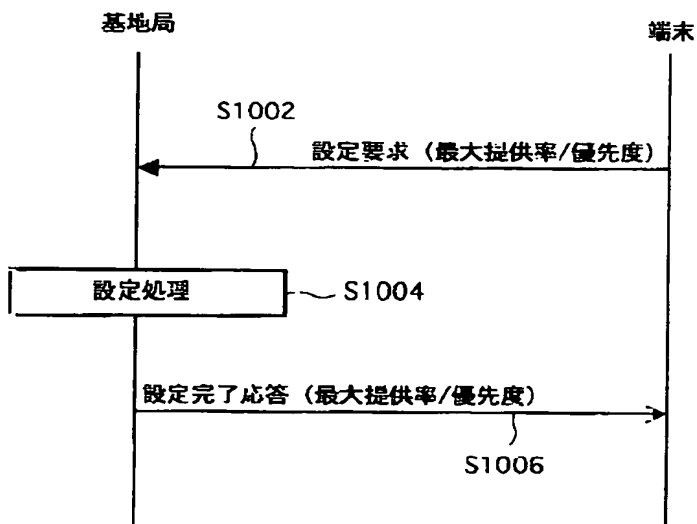 基地局
端末
S1002
設定要求（最大提供率/優先度）
設定処理
S1004
設定完了応答（最大提供率/優先度）
S1006